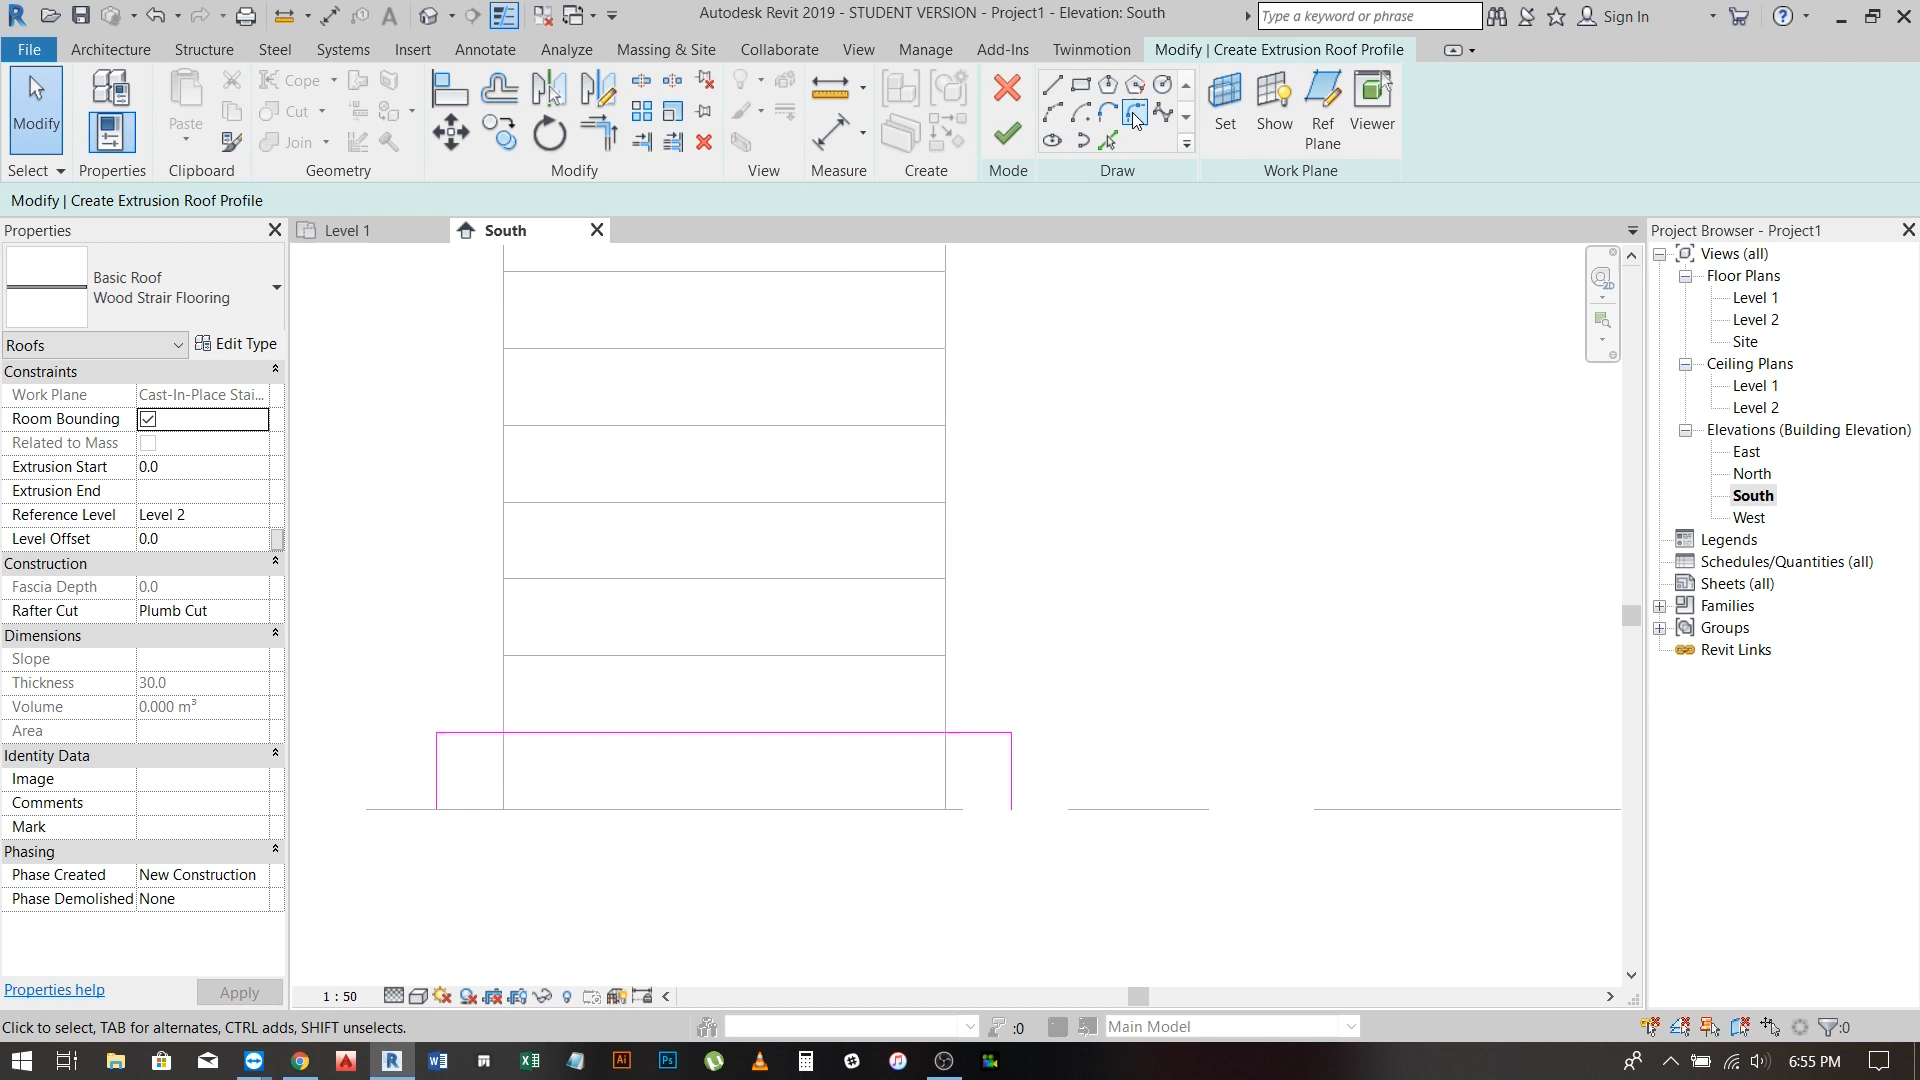 Autodesk Revit 2019 - STUDENT VERSION - Project1 - Elevation: South
Type a keyword or phrase
Sign In
File Architecture Structure Steel Systems Insert Annotate Analyze Massing & Site Collaborate View Manage Add-Ins Twinmotion Modify | Create Extrusion Roof Profile
Modify
Paste
Cope
Cut
Join
Set
Show
Ref
Plane
Viewer
Select Properties Clipboard Geometry Modify View Measure Create Mode Draw Work Plane
Modify | Create Extrusion Roof Profile
Properties
Basic Roof
Wood Strair Flooring
Roofs
Edit Type
Constraints
Work Plane Cast-In-Place Stai...
Room Bounding
Related to Mass
Extrusion Start 0.0
Extrusion End
Reference Level Level 2
Level Offset 0.0
Construction
Fascia Depth 0.0
Rafter Cut Plumb Cut
Dimensions
Slope
Thickness 30.0
Volume 0.000 m³
Area
Identity Data
Image
Comments
Mark
Phasing
Phase Created New Construction
Phase Demolished None
Properties help
Apply
Level 1
South
2D
1 : 50
Project Browser - Project1
Views (all)
Floor Plans
Level 1
Level 2
Site
Ceiling Plans
Level 1
Level 2
Elevations (Building Elevation)
East
North
South
West
Legends
Schedules/Quantities (all)
Sheets (all)
Families
Groups
Revit Links
Click to select, TAB for alternates, CTRL adds, SHIFT unselects.
:0
Main Model
:0
6:55 PM